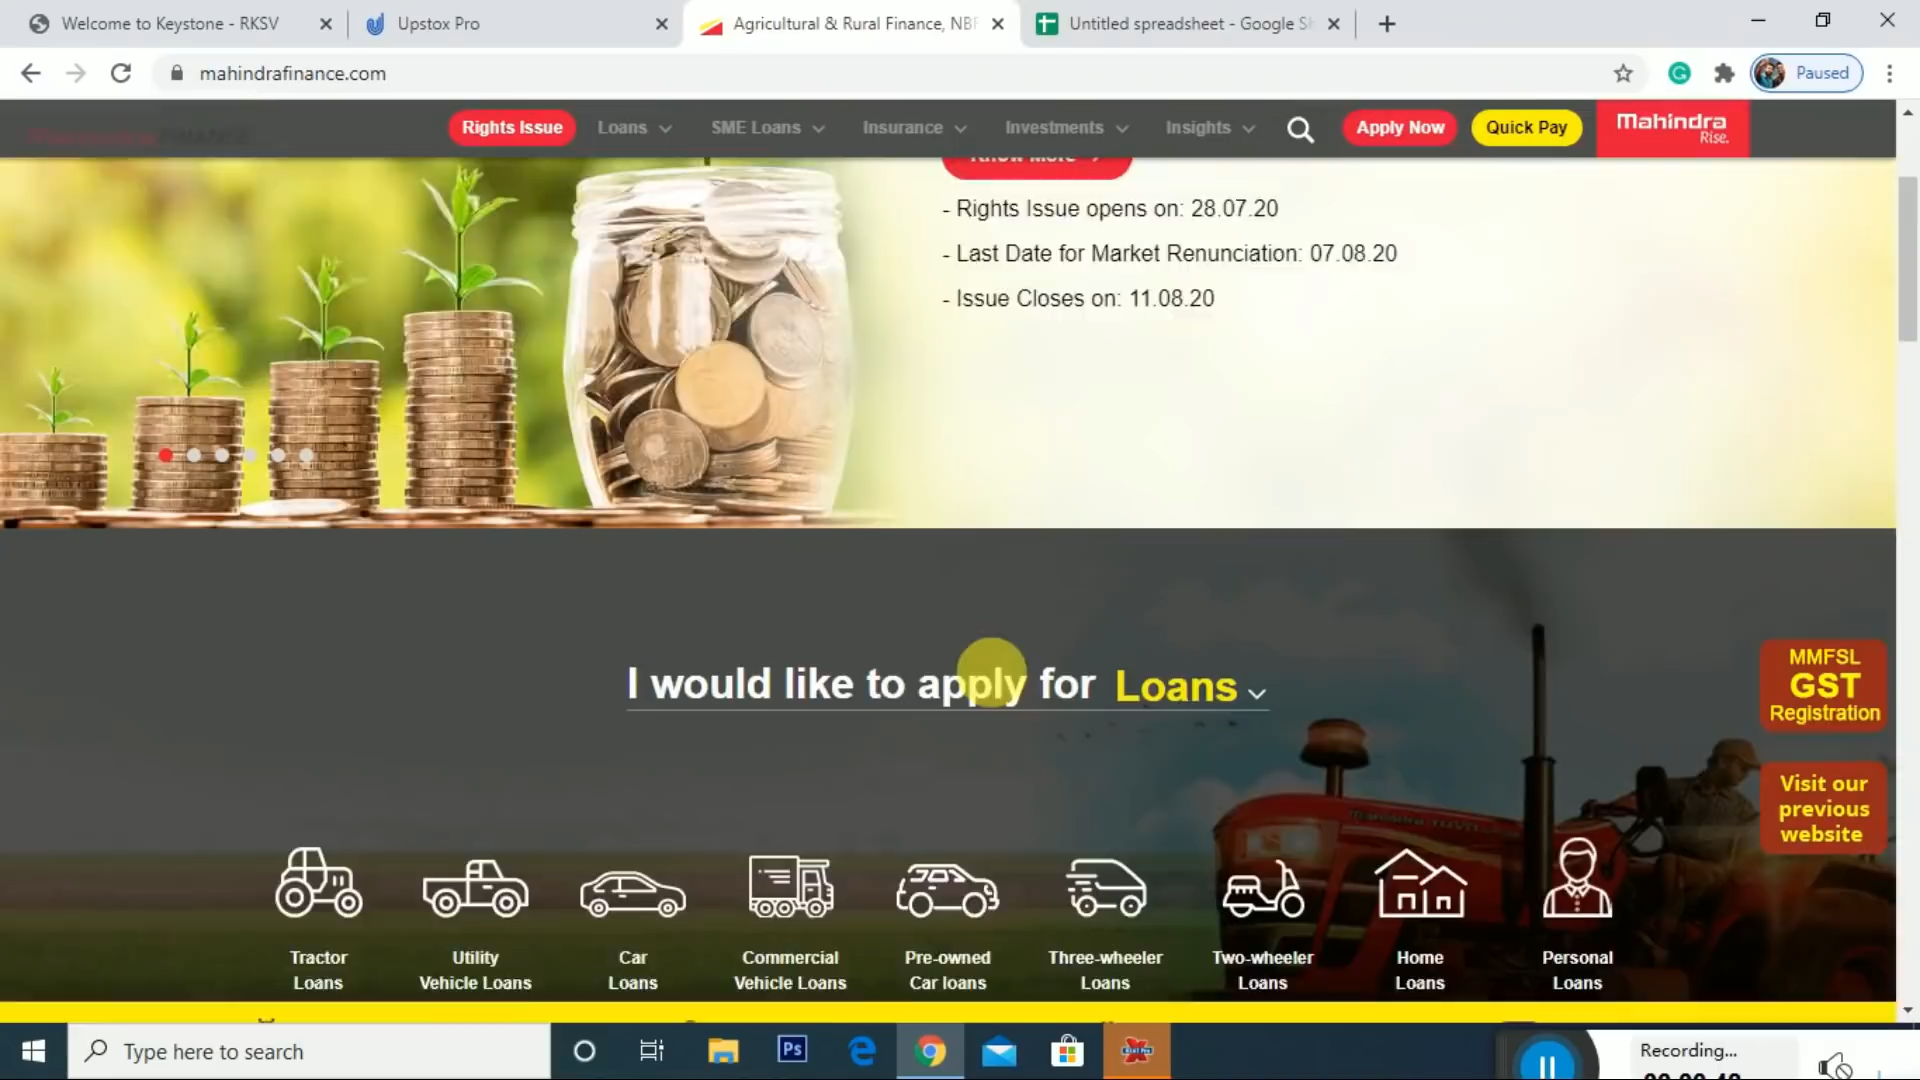 Welcome to Keystone - RKSV
Upstox Pro
Agricultural & Rural Finance, NBF
Untitled spreadsheet - Google Sh
mahindrafinance.com
Paused
Rights Issue
Loans
SME Loans
Insurance
Investments
Insights
Apply Now
Quick Pay
Mahindra
Rise.
Know More
- Rights Issue opens on: 28.07.20
- Last Date for Market Renunciation: 07.08.20
- Issue Closes on: 11.08.20
I would like to apply for Loans
MMFSL
GST
Registration
Visit our
previous
website
Tractor
Loans
Utility
Vehicle Loans
Car
Loans
Commercial
Vehicle Loans
Pre-owned
Car loans
Three-wheeler
Loans
Two-wheeler
Loans
Home
Loans
Personal
Loans
Type here to search
Ps
Recording...